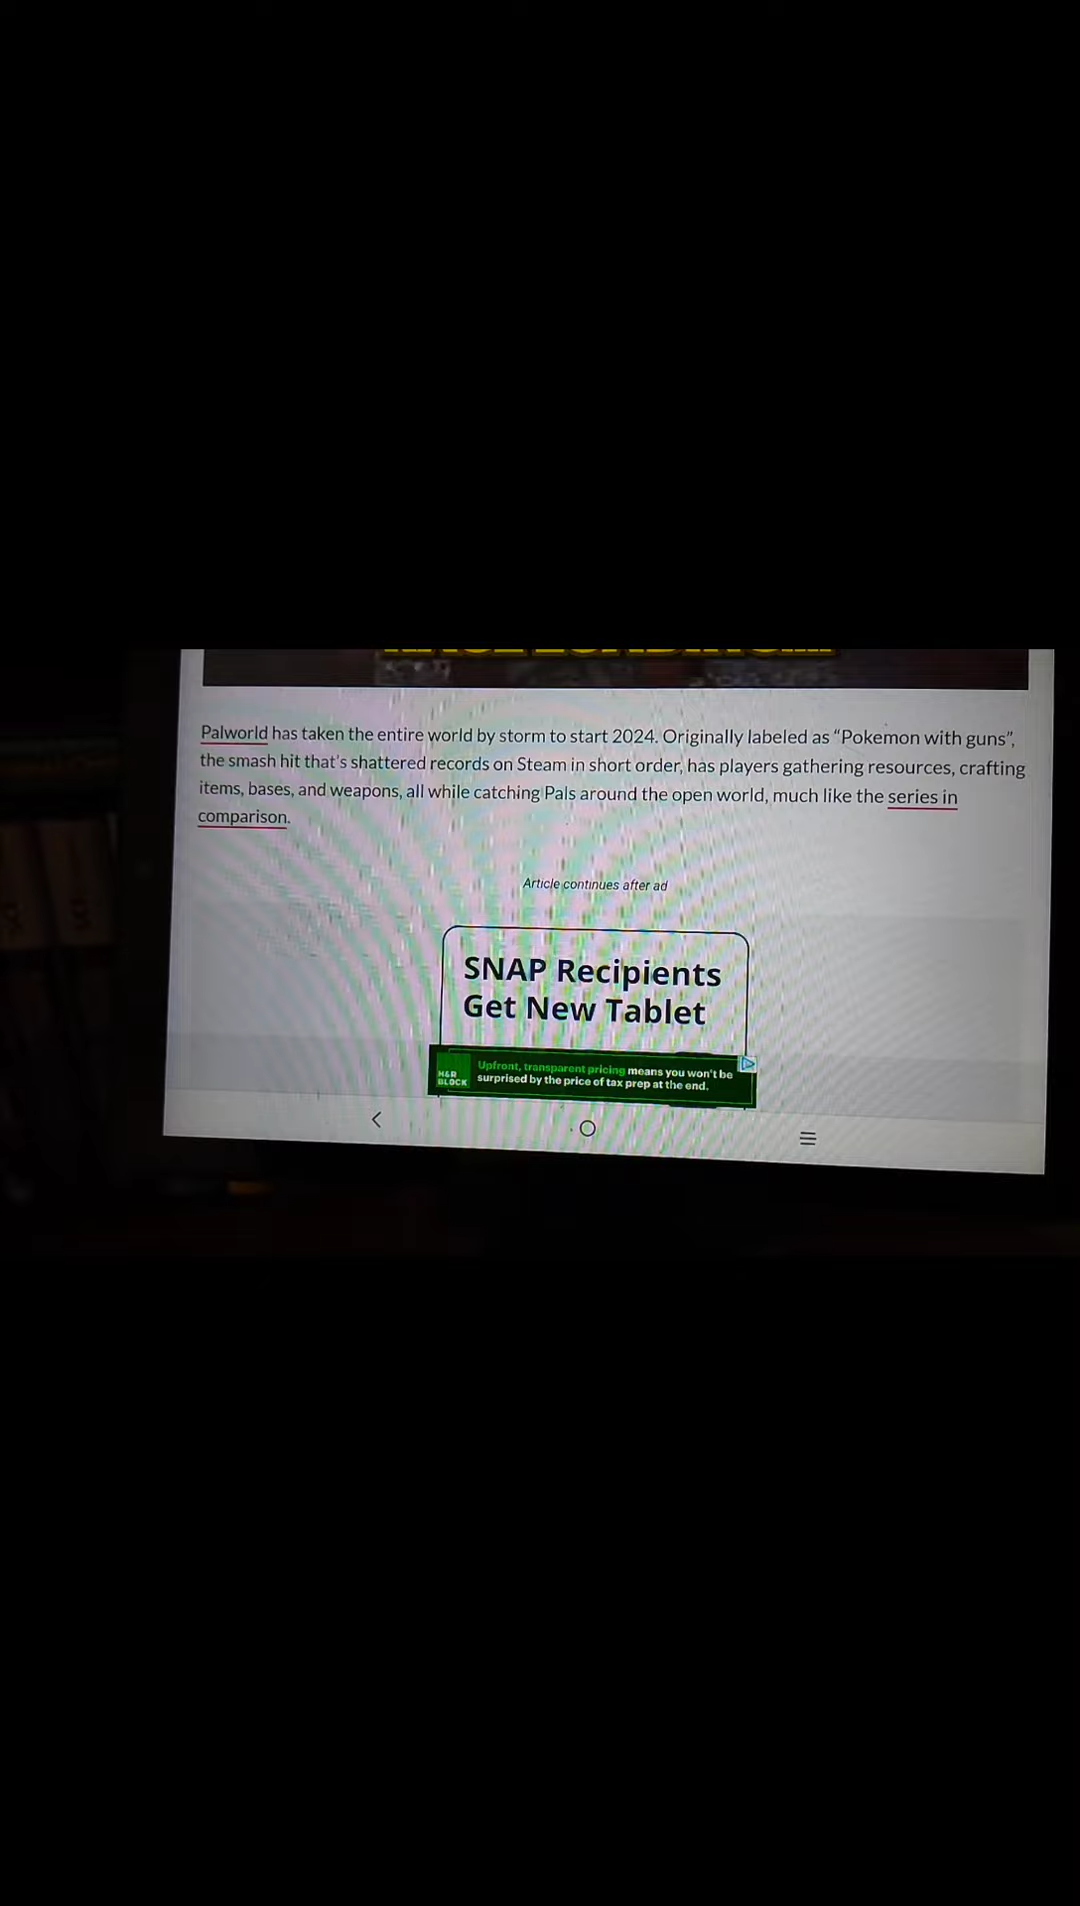 Palworld has taken the entire world by storm to start 2024. Originally labeled as “Pokemon with guns”,
the smash hit that's shattered records on Steam in short order, has players gathering resources, crafting
items, bases, and weapons, all while catching Pals around the open world, much like the series in
comparison.
Article continues after ad
SNAP Recipients
Get New Tablet
H&R
BLOCK
Upfront, transparent pricing means you won't be
surprised by the price of tax prep at the end.